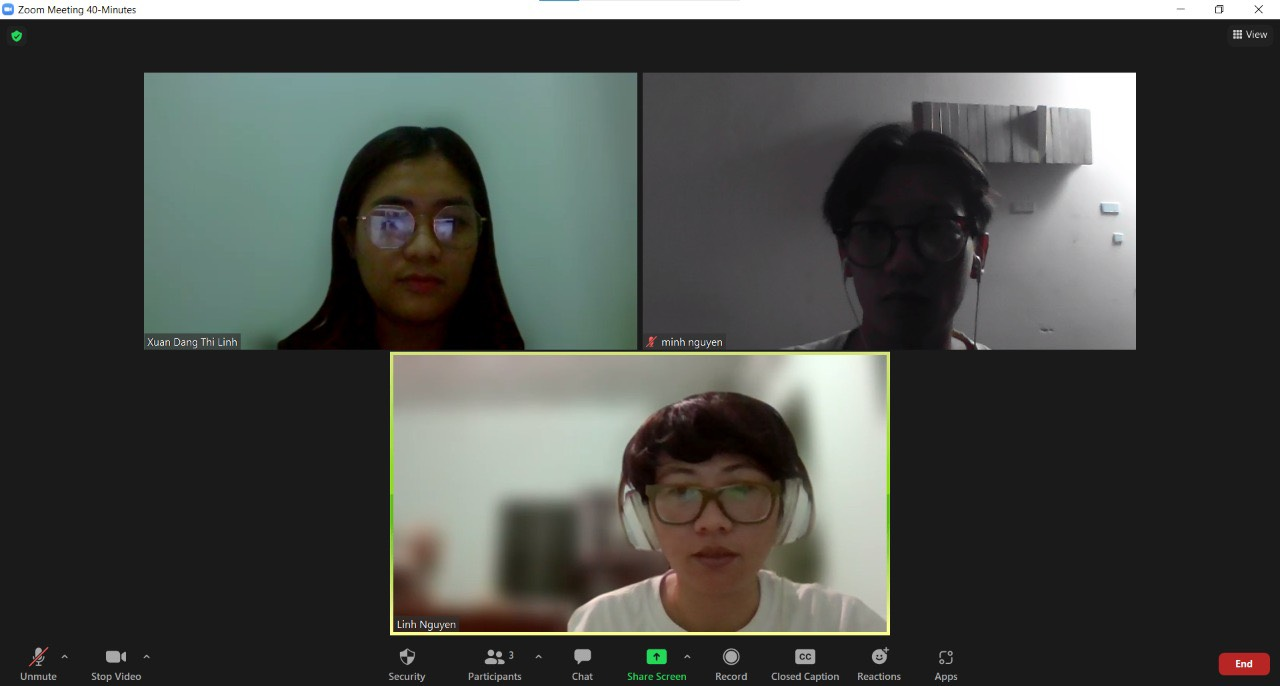 Zoom Meeting 40-Minutes
View
Xuan Dang Thi Linh
minh nguyen
Linh Nguyen
Unmute
Stop Video
Security
Participants
3
Chat
Share Screen
Record
CC
Closed Caption
Reactions
Apps
End